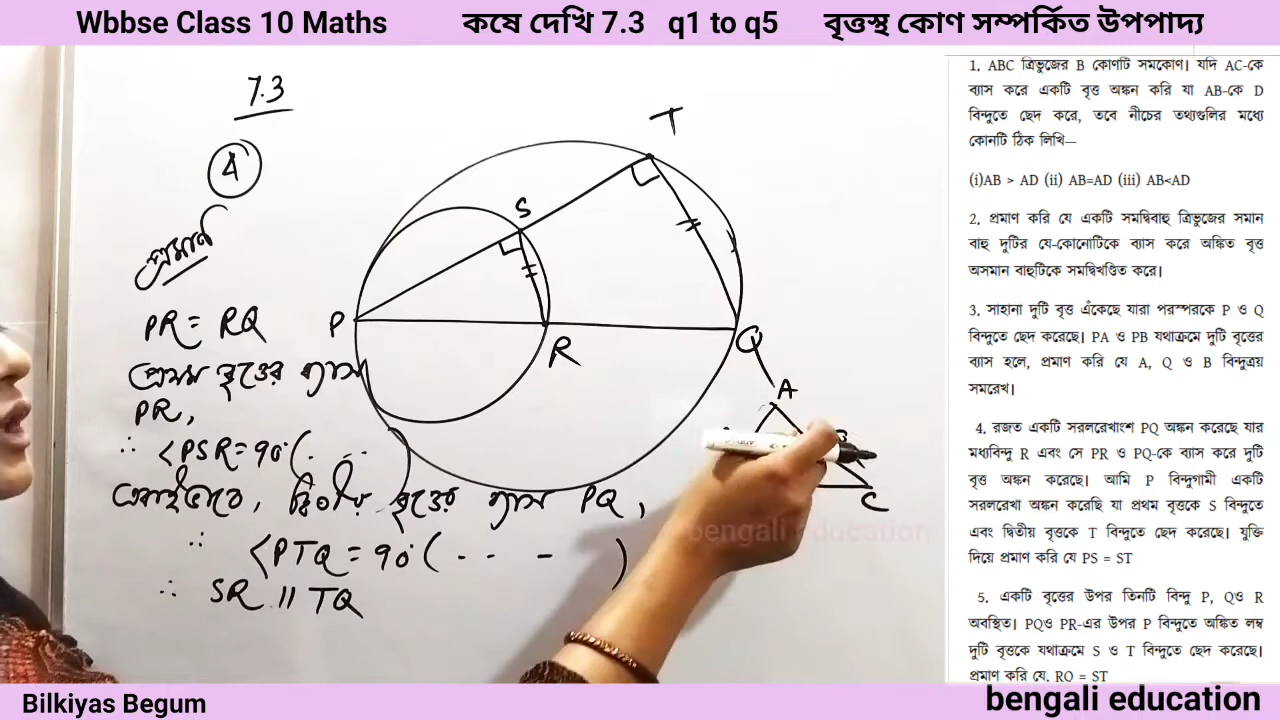 Wbbse Class 10 Maths কষে দেখি 7.3 q1 to q5 বৃত্তস্থ কোণ সম্পর্কিত উপপাদ্য
7.3
4
প্রমাণ
T
S
P
R
Q
A
B
C
PR = RQ
প্রথম বৃত্তের ব্যাস
PR,
∴ <PSR = 90° (. . .
একইভাবে, দ্বিতীয় বৃত্তের ব্যাস PQ,
∴ <PTQ = 90° ( - - - )
∴ SR || TQ
bengali education
1. ABC ত্রিভুজের B কোণটি সমকোণ। যদি AC-কে
ব্যাস করে একটি বৃত্ত অঙ্কন করি যা AB-কে D
বিন্দুতে ছেদ করে, তবে নীচের তথ্যগুলির মধ্যে
কোনটি ঠিক লিখি—
(i)AB > AD (ii) AB=AD (iii) AB<AD
2. প্রমাণ করি যে একটি সমদ্বিবাহু ত্রিভুজের সমান
বাহু দুটির যে-কোনোটিকে ব্যাস করে অঙ্কিত বৃত্ত
অসমান বাহুটিকে সমদ্বিখণ্ডিত করে।
3. সাহানা দুটি বৃত্ত এঁকেছে যারা পরস্পরকে P ও Q
বিন্দুতে ছেদ করেছে। PA ও PB যথাক্রমে দুটি বৃত্তের
ব্যাস হলে, প্রমাণ করি যে A, Q ও B বিন্দুত্রয়
সমরেখ।
4. রজত একটি সরলরেখাংশ PQ অঙ্কন করেছে যার
মধ্যবিন্দু R এবং সে PR ও PQ-কে ব্যাস করে দুটি
বৃত্ত অঙ্কন করেছে। আমি P বিন্দুগামী একটি
সরলরেখা অঙ্কন করেছি যা প্রথম বৃত্তকে S বিন্দুতে
এবং দ্বিতীয় বৃত্তকে T বিন্দুতে ছেদ করেছে। যুক্তি
দিয়ে প্রমাণ করি যে PS = ST
5. একটি বৃত্তের উপর তিনটি বিন্দু P, Qও R
অবস্থিত। PQও PR-এর উপর P বিন্দুতে অঙ্কিত লম্ব
দুটি বৃত্তকে যথাক্রমে S ও T বিন্দুতে ছেদ করেছে।
প্রমাণ করি যে, RQ = ST
Bilkiyas Begum
bengali education